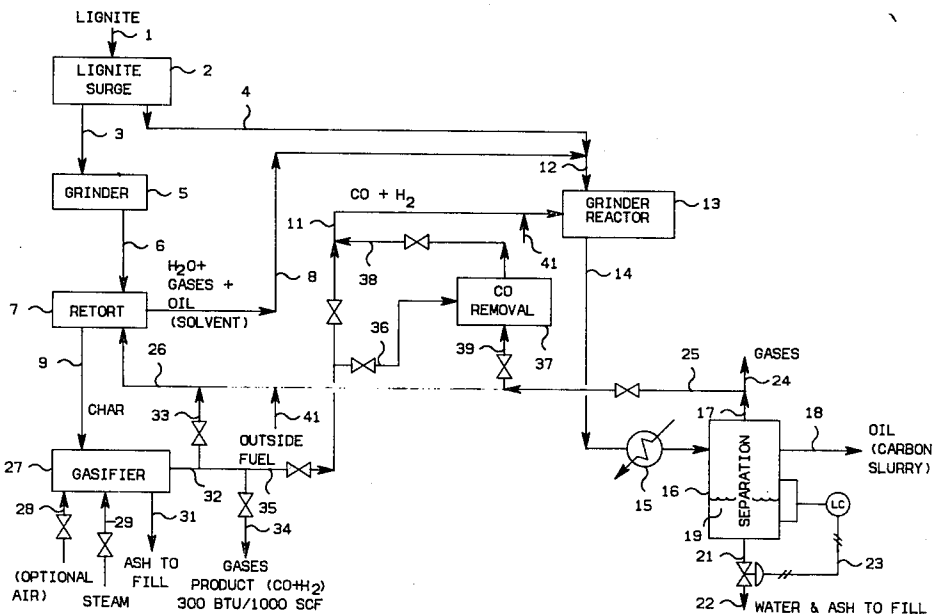 LIGNITE
1
LIGNITE
SURGE
2
3
4
GRINDER
5
6
H2O+
GASES +
OIL
(SOLVENT)
7
RETORT
8
9
CHAR
CO + H2
11
12
GRINDER
REACTOR
13
14
41
38
CO
REMOVAL
37
36
39
26
33
41
OUTSIDE
FUEL
25
GASES
24
17
18
OIL
(CARBON
SLURRY)
15
16
SEPARATION
19
LC
21
22
23
WATER & ASH TO FILL
27
GASIFIER
28
29
31
32
35
34
(OPTIONAL
AIR)
STEAM
ASH TO
FILL
GASES
PRODUCT (CO+H2)
300 BTU/1000 SCF